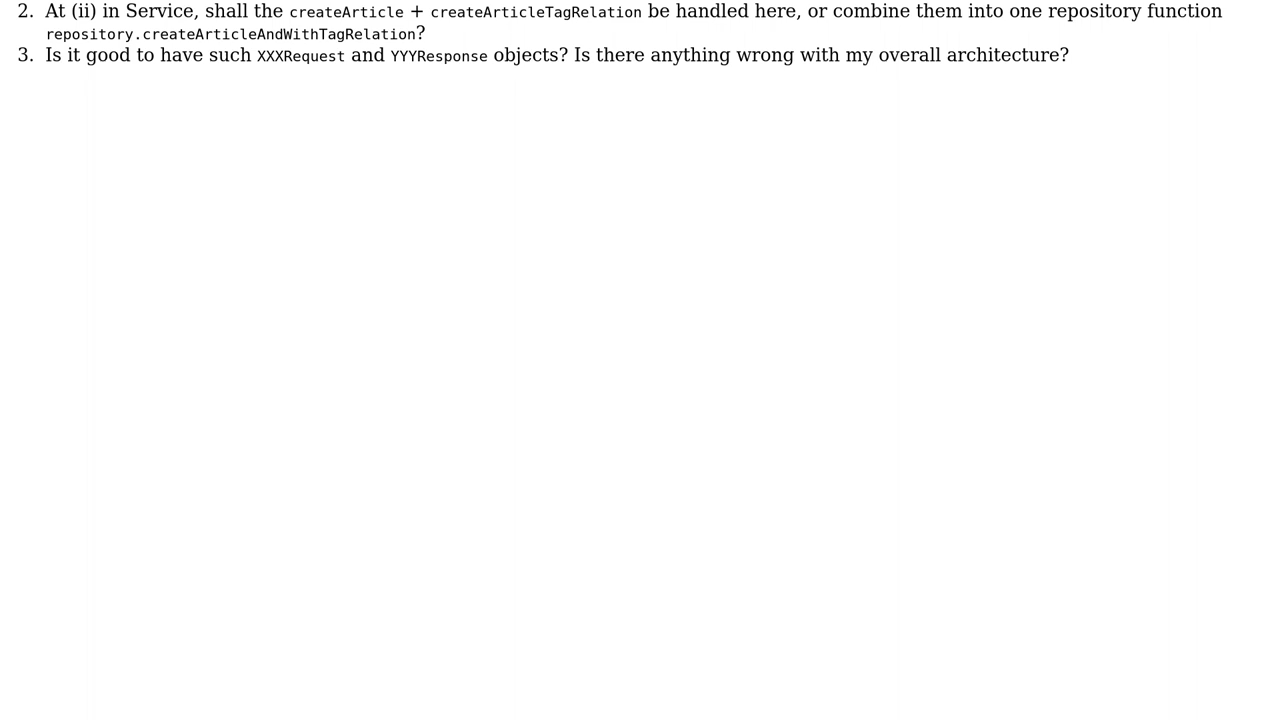 2. At (ii) in Service, shall the createArticle + createArticleTagRelation be handled here, or combine them into one repository function
repository.createArticleAndWithTagRelation?
3. Is it good to have such XXXRequest and YYYResponse objects? Is there anything wrong with my overall architecture?